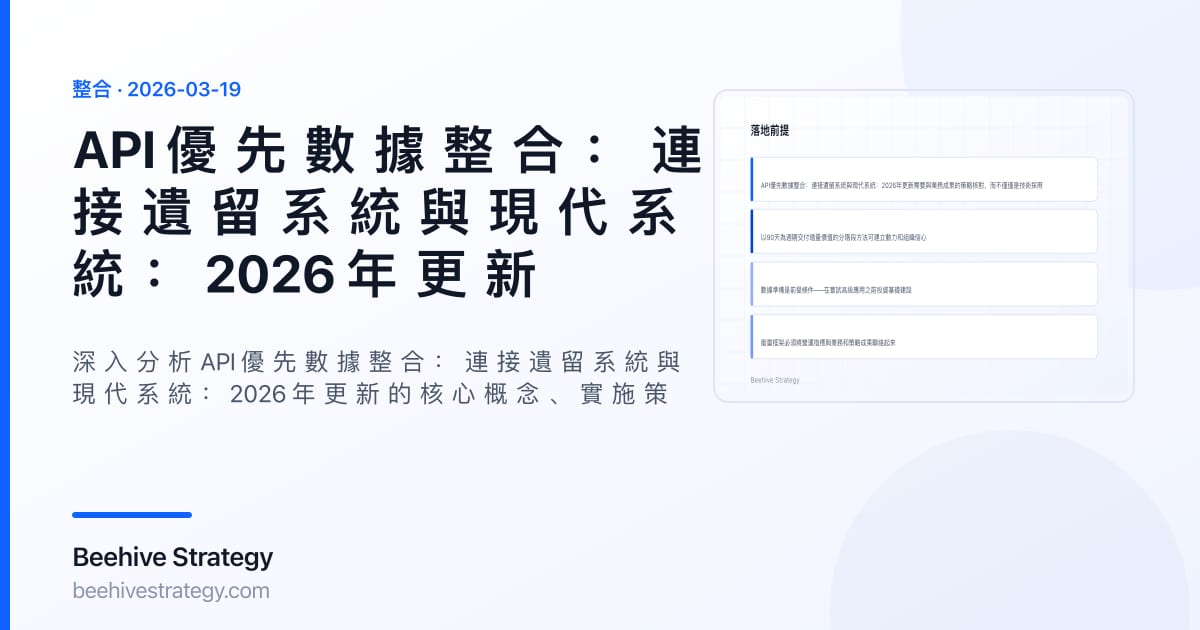 整合 · 2026-03-19
API優先數據整合：連
接遺留系統與現代系
統：2026年更新
深入分析API優先數據整合：連接遺留系統與
現代系統：2026年更新的核心概念、實施策
Beehive Strategy
beehivestrategy.com
落地前提
API優先數據整合：連接遺留系統與現代系統：2026年更新需要與業務成果的策略核對，而不僅僅是技術採用
以90天為週期交付增量價值的分階段方法可建立動力和組織信心
數據準備是前提條件——在嘗試高級應用之前投資基礎建設
衡量框架必須將營運指標與業務和策略成果聯絡起來
Beehive Strategy